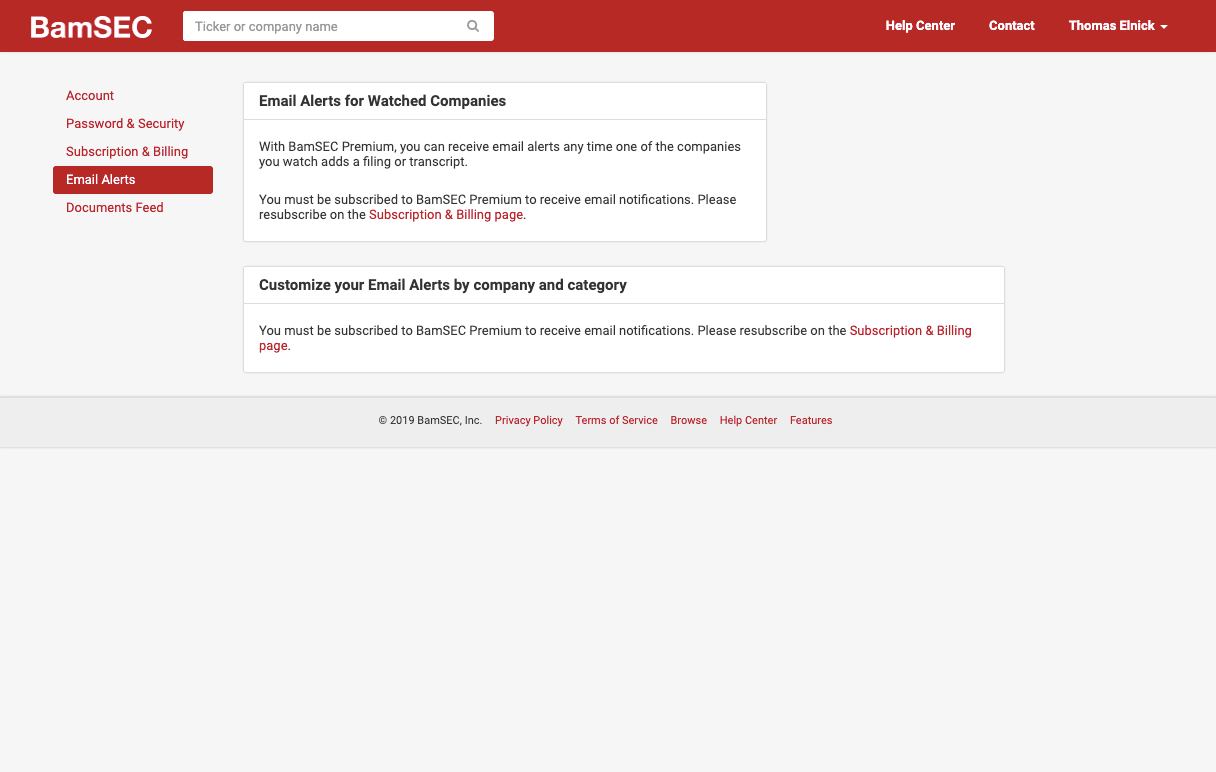 BamSEC
Ticker or company name
Help Center
Contact
Thomas Elnick
Account
Password & Security
Subscription & Billing
Email Alerts
Documents Feed
Email Alerts for Watched Companies
With BamSEC Premium, you can receive email alerts any time one of the companies
you watch adds a filing or transcript.
You must be subscribed to BamSEC Premium to receive email notifications. Please
resubscribe on the Subscription & Billing page.
Customize your Email Alerts by company and category
You must be subscribed to BamSEC Premium to receive email notifications. Please resubscribe on the Subscription & Billing
page.
© 2019 BamSEC, Inc. Privacy Policy Terms of Service Browse Help Center Features